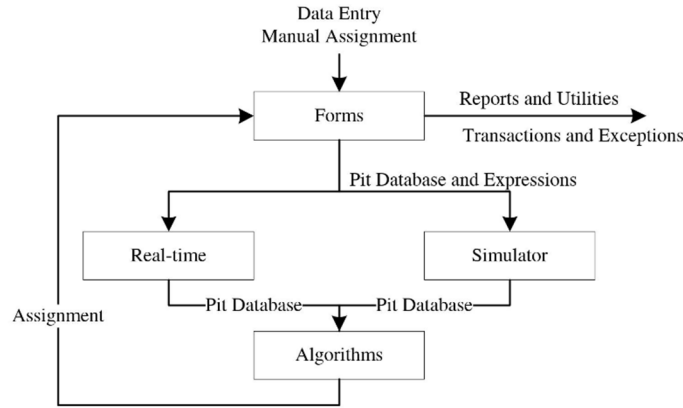 Data Entry
Manual Assignment
Forms
Reports and Utilities
Transactions and Exceptions
Pit Database and Expressions
Real-time
Simulator
Pit Database
Pit Database
Assignment
Algorithms